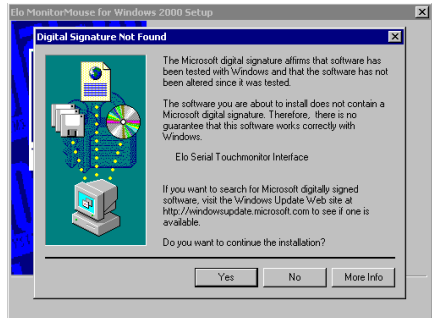 Elo MonitorMouse for Windows 2000 Setup
Digital Signature Not Found
The Microsoft digital signature affirms that software has
been tested with Windows and that the software has not
been altered since it was tested.
The software you are about to install does not contain a
Microsoft digital signature. Therefore, there is no
guarantee that this software works correctly with
Windows.
Elo Serial Touchmonitor Interface
If you want to search for Microsoft digitally signed
software, visit the Windows Update Web site at
http://windowsupdate.microsoft.com to see if one is
available.
Do you want to continue the installation?
Yes
No
More Info